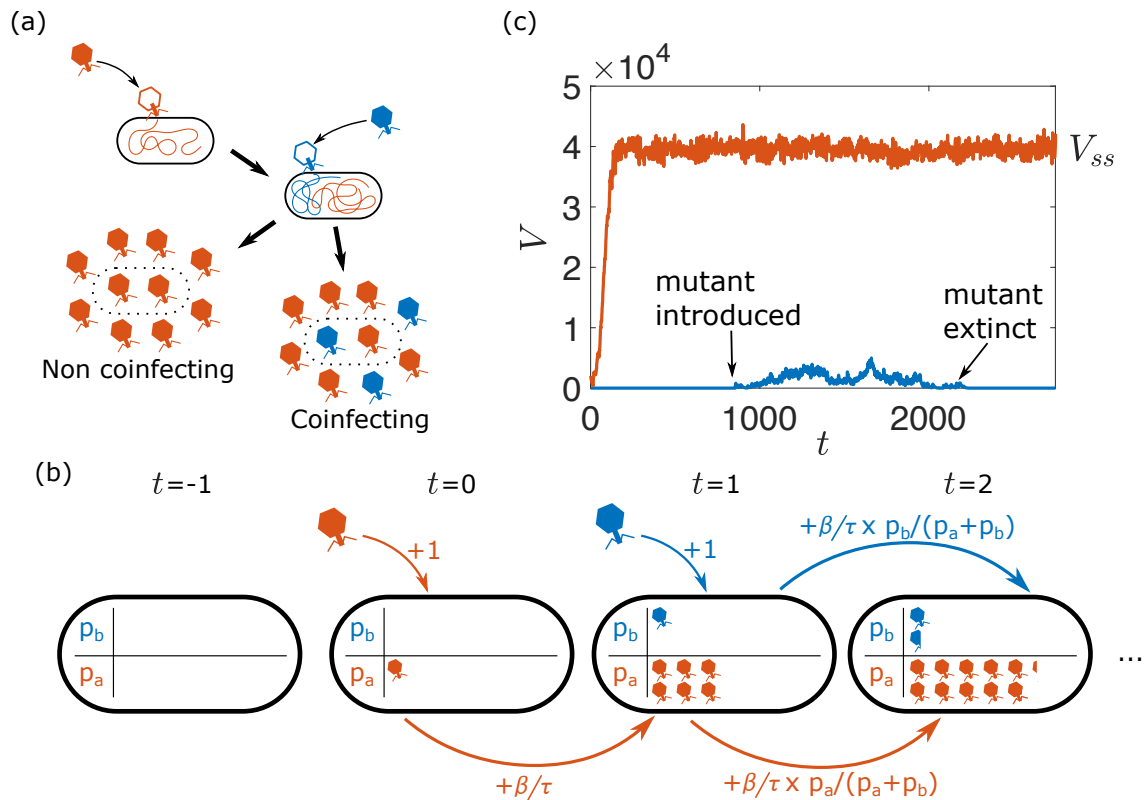 (a)
Non coinfecting
Coinfecting
(c)
×10⁴
5
4
3
2
1
0
V
V_ss
mutant
introduced
mutant
extinct
0
1000
2000
t
(b)
t=-1
t=0
t=1
t=2
+1
+1
+β/τ x p_b/(p_a+p_b)
p_b
p_a
p_b
p_a
p_b
p_a
p_b
p_a
...
+β/τ
+β/τ x p_a/(p_a+p_b)